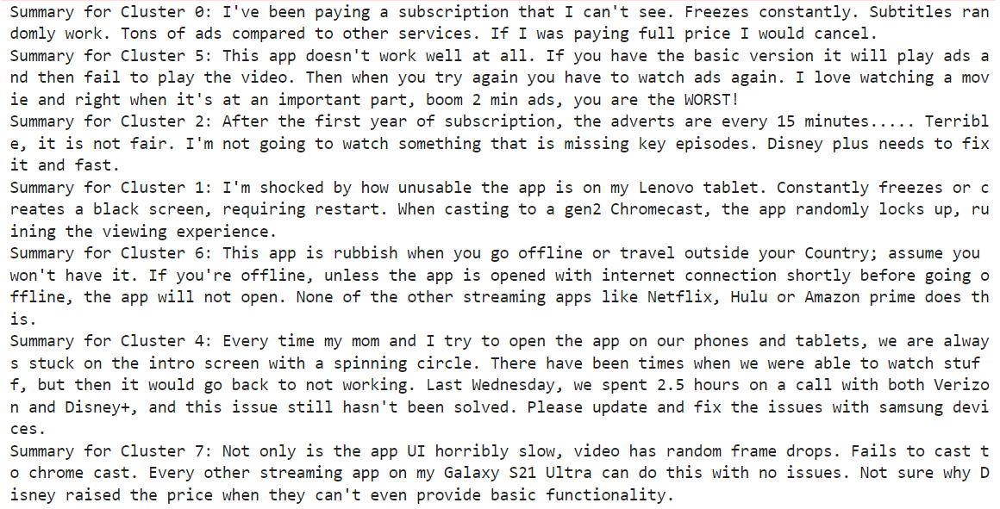 Summary for Cluster 0: I've been paying a subscription that I can't see. Freezes constantly. Subtitles ran
domly work. Tons of ads compared to other services. If I was paying full price I would cancel.
Summary for Cluster 5: This app doesn't work well at all. If you have the basic version it will play ads a
nd then fail to play the video. Then when you try again you have to watch ads again. I love watching a mov
ie and right when it's at an important part, boom 2 min ads, you are the WORST!
Summary for Cluster 2: After the first year of subscription, the adverts are every 15 minutes..... Terribl
e, it is not fair. I'm not going to watch something that is missing key episodes. Disney plus needs to fix
it and fast.
Summary for Cluster 1: I'm shocked by how unusable the app is on my Lenovo tablet. Constantly freezes or c
reates a black screen, requiring restart. When casting to a gen2 Chromecast, the app randomly locks up, ru
ining the viewing experience.
Summary for Cluster 6: This app is rubbish when you go offline or travel outside your Country; assume you
won't have it. If you're offline, unless the app is opened with internet connection shortly before going o
ffline, the app will not open. None of the other streaming apps like Netflix, Hulu or Amazon prime does th
is.
Summary for Cluster 4: Every time my mom and I try to open the app on our phones and tablets, we are alway
s stuck on the intro screen with a spinning circle. There have been times when we were able to watch stuf
f, but then it would go back to not working. Last Wednesday, we spent 2.5 hours on a call with both Verizo
n and Disney+, and this issue still hasn't been solved. Please update and fix the issues with samsung devi
ces.
Summary for Cluster 7: Not only is the app UI horribly slow, video has random frame drops. Fails to cast t
o chrome cast. Every other streaming app on my Galaxy S21 Ultra can do this with no issues. Not sure why D
isney raised the price when they can't even provide basic functionality.